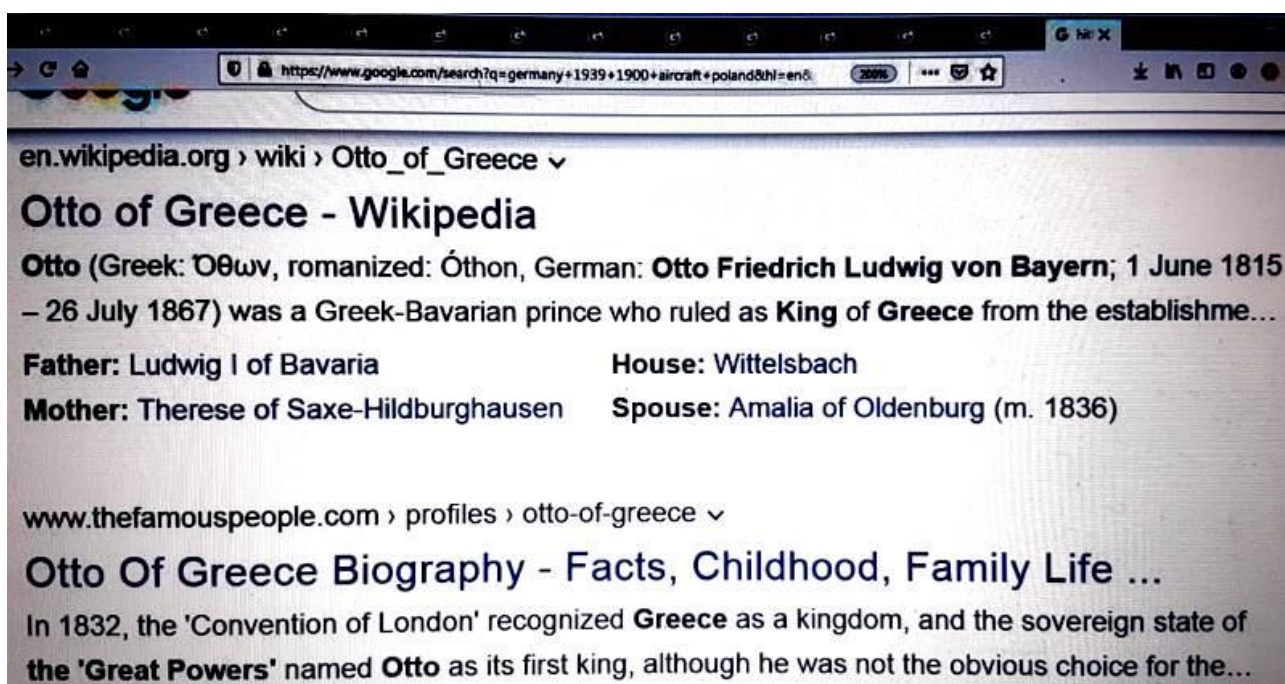 https://www.google.com/search?q=germany+1939+1900+aircraft+poland&hl=en&
200%
en.wikipedia.org › wiki › Otto_of_Greece
Otto of Greece - Wikipedia
Otto (Greek: Όθων, romanized: Óthon, German: Otto Friedrich Ludwig von Bayern; 1 June 1815
– 26 July 1867) was a Greek-Bavarian prince who ruled as King of Greece from the establishme...
Father: Ludwig I of Bavaria House: Wittelsbach
Mother: Therese of Saxe-Hildburghausen Spouse: Amalia of Oldenburg (m. 1836)
www.thefamouspeople.com › profiles › otto-of-greece
Otto Of Greece Biography - Facts, Childhood, Family Life ...
In 1832, the 'Convention of London' recognized Greece as a kingdom, and the sovereign state of
the 'Great Powers' named Otto as its first king, although he was not the obvious choice for the...